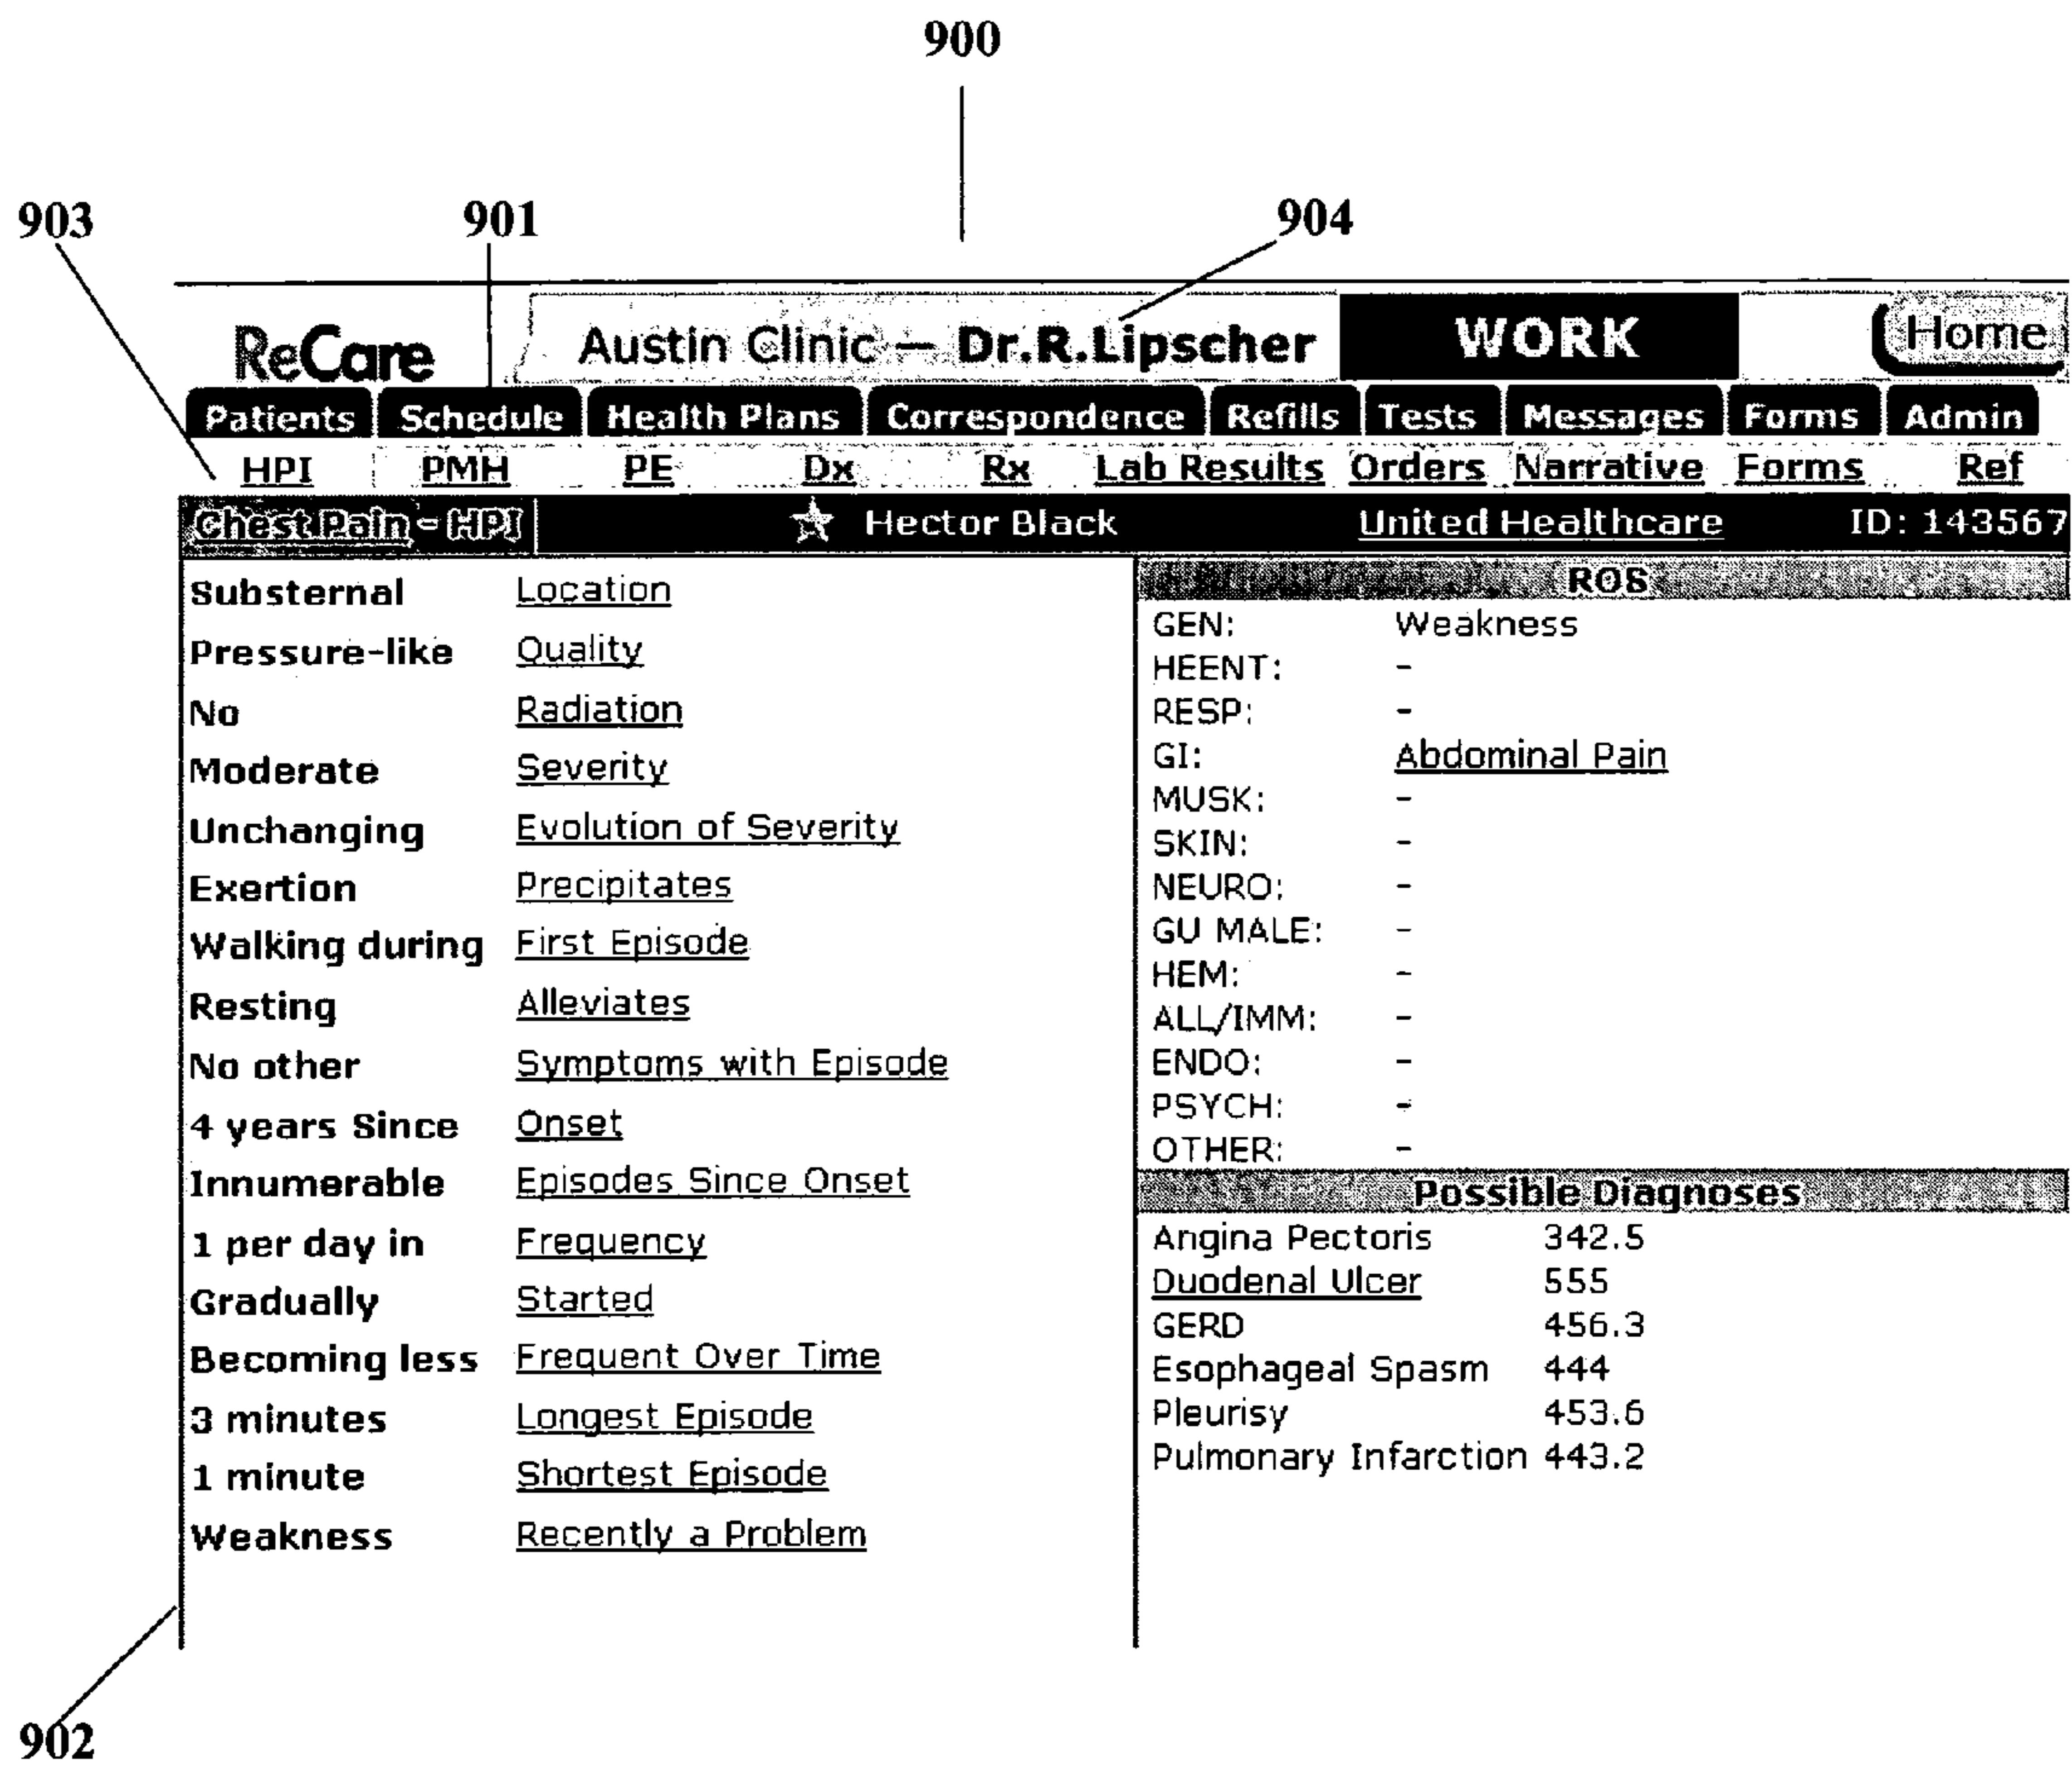 900
903 901 904
ReCare Austin Clinic — Dr.R.Lipscher WORK Home
Patients Schedule Health Plans Correspondence Refills Tests Messages Forms Admin
HPI PMH PE Dx Rx Lab Results Orders Narrative Forms Ref
Chest Pain - HPI Hector Black United Healthcare ID: 143567
Substernal Location
Pressure-like Quality
No Radiation
Moderate Severity
Unchanging Evolution of Severity
Exertion Precipitates
Walking during First Episode
Resting Alleviates
No other Symptoms with Episode
4 years Since Onset
Innumerable Episodes Since Onset
1 per day in Frequency
Gradually Started
Becoming less Frequent Over Time
3 minutes Longest Episode
1 minute Shortest Episode
Weakness Recently a Problem
ROS
GEN: Weakness
HEENT: -
RESP: -
GI: Abdominal Pain
MUSK: -
SKIN: -
NEURO: -
GU MALE: -
HEM: -
ALL/IMM: -
ENDO: -
PSYCH: -
OTHER: -
Possible Diagnoses
Angina Pectoris 342.5
Duodenal Ulcer 555
GERD 456.3
Esophageal Spasm 444
Pleurisy 453.6
Pulmonary Infarction 443.2
902